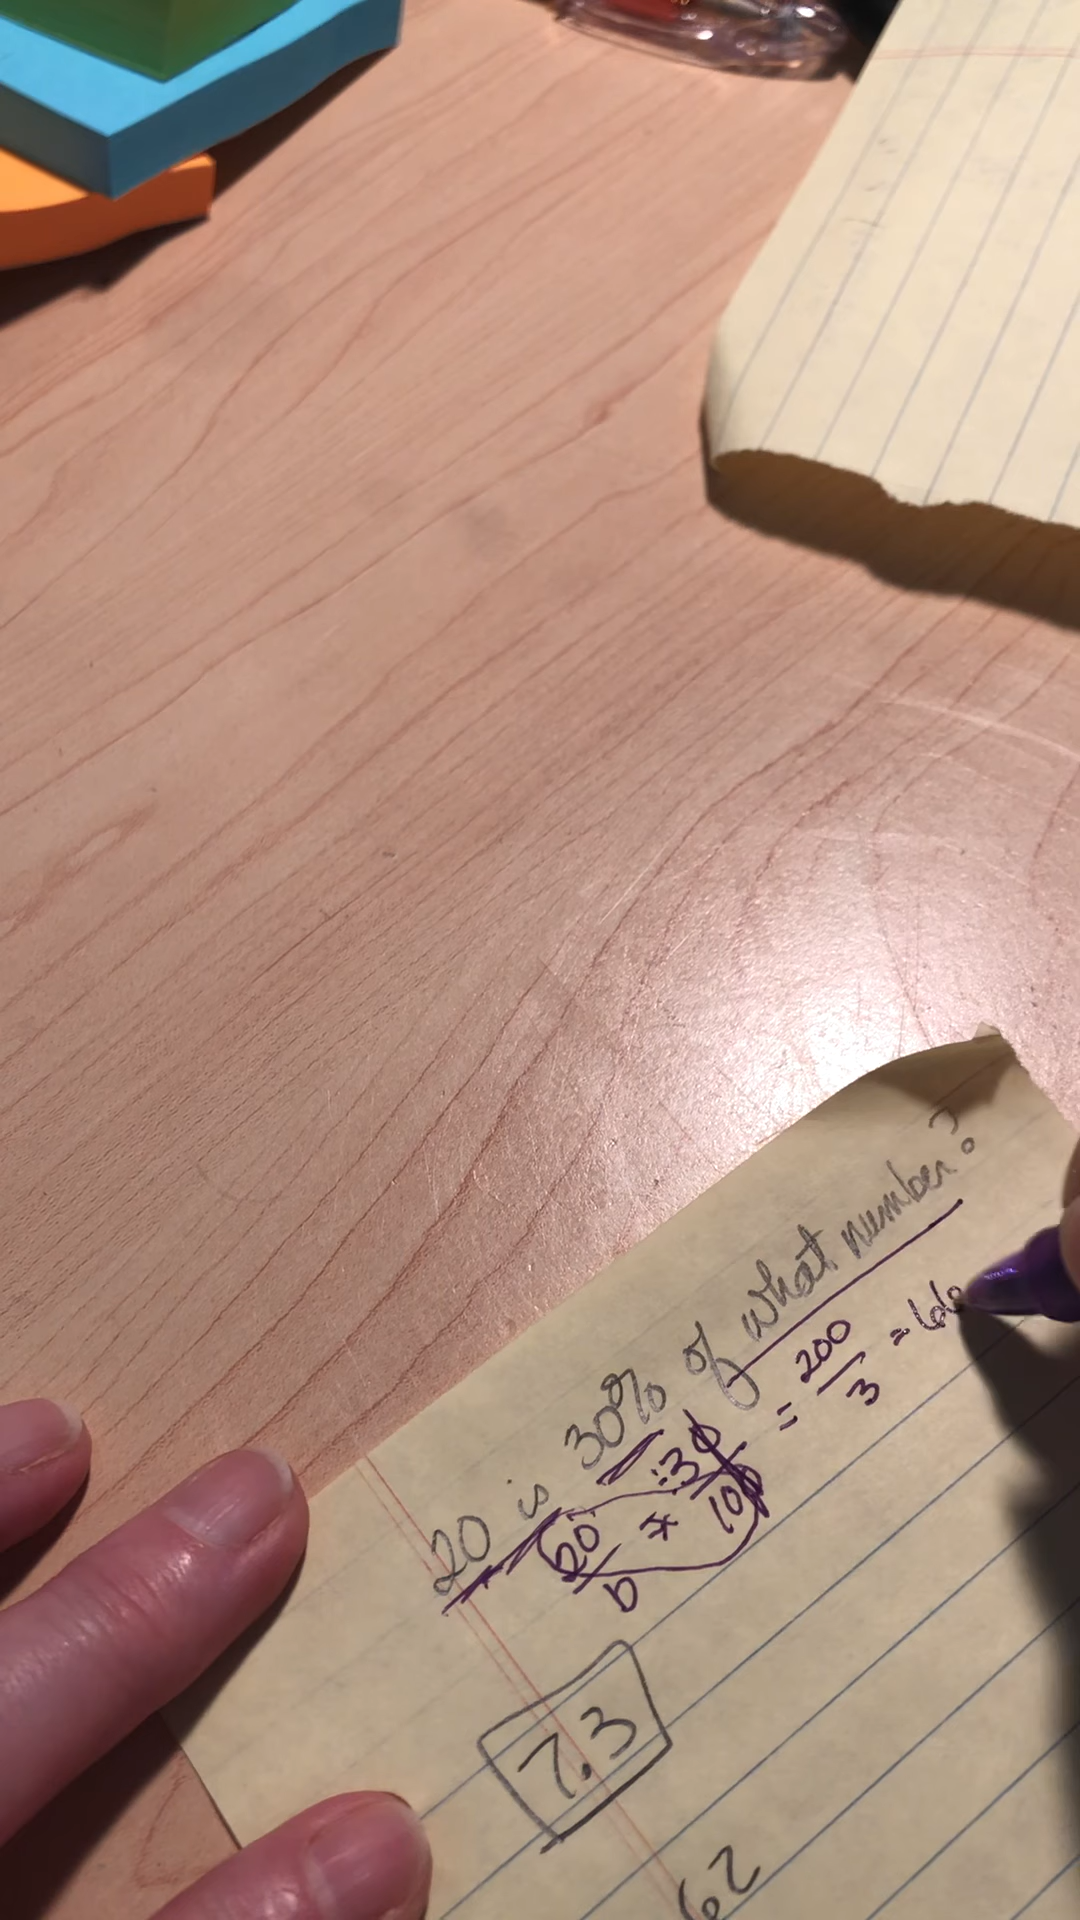 20 is 30% of what number?
20/b * 30/100 = 200/3 = 66
7.3
62